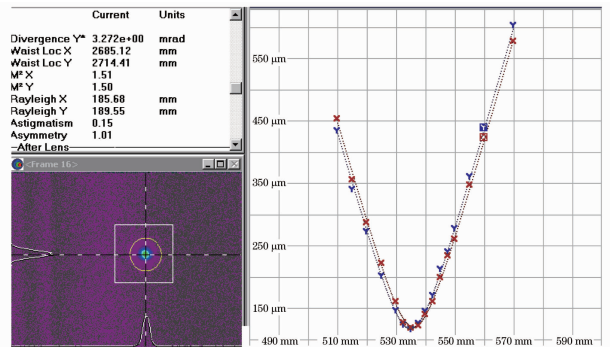 Current Units
Divergence Y* 3.272e+00 mrad
Waist Loc X 2685.12 mm
Waist Loc Y 2714.41 mm
M² X 1.51
M² Y 1.50
Rayleigh X 185.68 mm
Rayleigh Y 189.55 mm
Astigmatism 0.15
Asymmetry 1.01
—After Lens—
<Frame 16>
550 μm
450 μm
350 μm
250 μm
150 μm
490 mm 510 mm 530 mm 550 mm 570 mm 590 mm